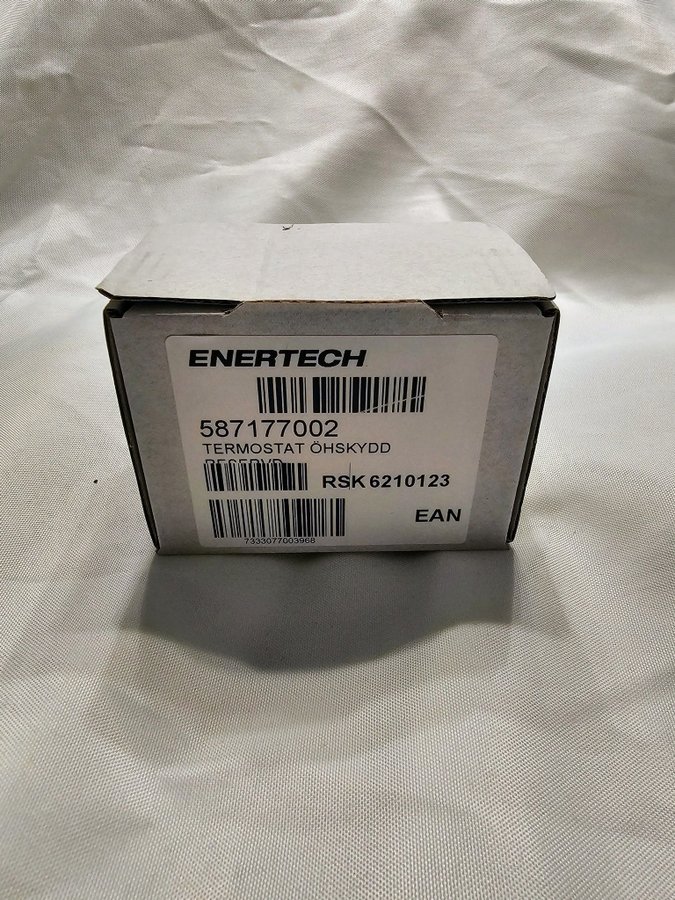 ENERTECH
587177002
TERMOSTAT ÖHSKYDD
RSK 6210123
EAN
7333077003968